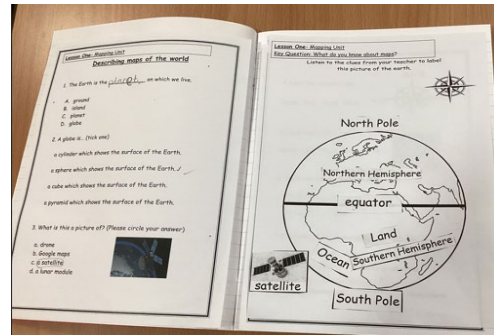 Lesson One- Mapping Unit
Describing maps of the world
1. The Earth is the planet on which we live.
A. ground
B. island
C. planet
D. globe
2. A globe is.. (tick one)
a cylinder which shows the surface of the Earth.
a sphere which shows the surface of the Earth. ✓
a cube which shows the surface of the Earth.
a pyramid which shows the surface of the Earth.
3. What is this a picture of? (Please circle your answer)
a. drone
b. Google maps
c. a satellite
d. a lunar module
Lesson One- Mapping Unit
Key Question: What do you know about maps?
Listen to the clues from your teacher to label
this picture of the earth.
North Pole
Northern Hemisphere
equator
Land
Ocean
Southern Hemisphere
satellite
South Pole